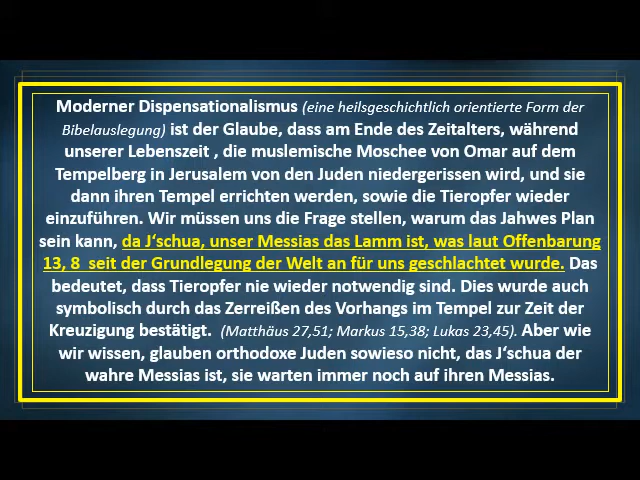 Moderner Dispensationalismus (eine heilsgeschichtlich orientierte Form der
Bibelauslegung) ist der Glaube, dass am Ende des Zeitalters, während
unserer Lebenszeit , die muslemische Moschee von Omar auf dem
Tempelberg in Jerusalem von den Juden niedergerissen wird, und sie
dann ihren Tempel errichten werden, sowie die Tieropfer wieder
einzuführen. Wir müssen uns die Frage stellen, warum das Jahwes Plan
sein kann, da J‘schua, unser Messias das Lamm ist, was laut Offenbarung
13, 8 seit der Grundlegung der Welt an für uns geschlachtet wurde. Das
bedeutet, dass Tieropfer nie wieder notwendig sind. Dies wurde auch
symbolisch durch das Zerreißen des Vorhangs im Tempel zur Zeit der
Kreuzigung bestätigt. (Matthäus 27,51; Markus 15,38; Lukas 23,45). Aber wie
wir wissen, glauben orthodoxe Juden sowieso nicht, das J‘schua der
wahre Messias ist, sie warten immer noch auf ihren Messias.